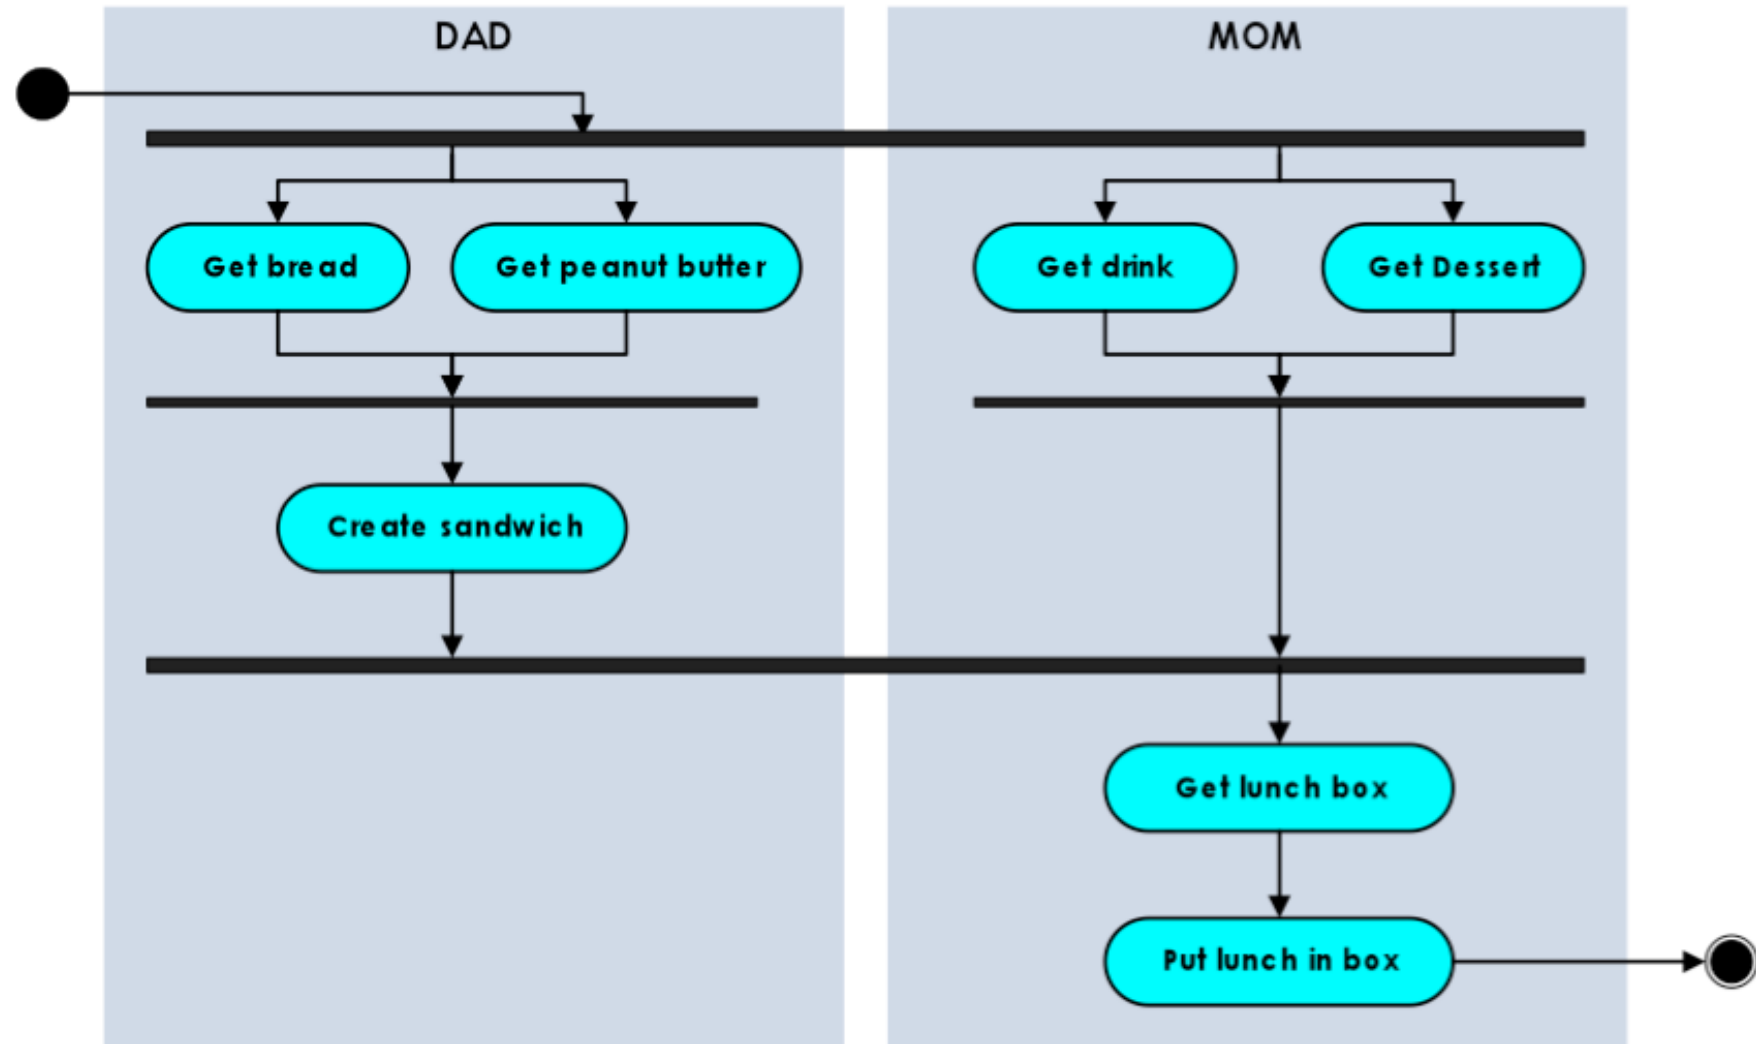 DAD
MOM
Get bread
Get peanut butter
Get drink
Get Dessert
Create sandwich
Get lunch box
Put lunch in box